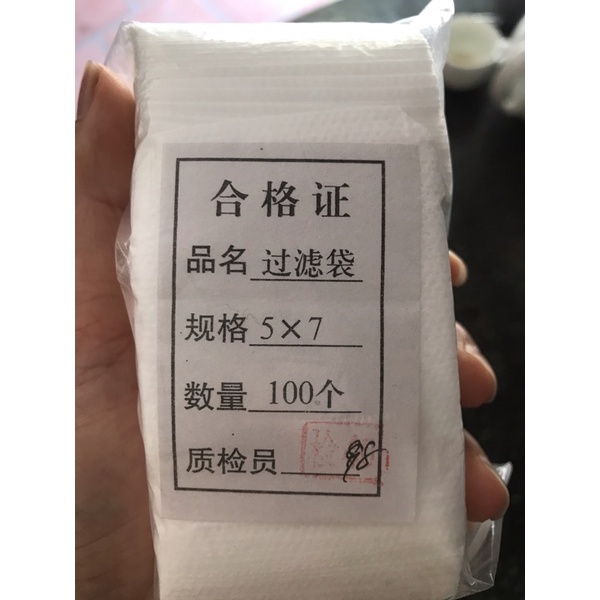 合格证
品名 过滤袋
规格 5×7
数量 100个
质检员